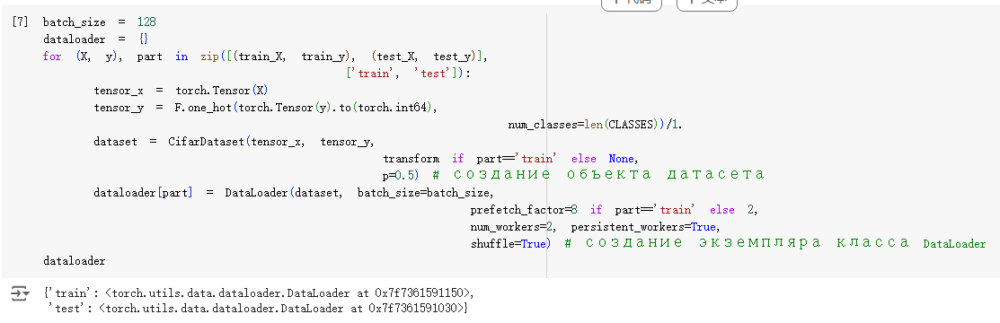 [7] batch_size = 128
dataloader = {}
for (X, y), part in zip([(train_X, train_y), (test_X, test_y)],
['train', 'test']):
tensor_x = torch.Tensor(X)
tensor_y = F.one_hot(torch.Tensor(y).to(torch.int64),
num_classes=len(CLASSES))/1.
dataset = CifarDataset(tensor_x, tensor_y,
transform if part=='train' else None,
p=0.5) # создание объекта датасета
dataloader[part] = DataLoader(dataset, batch_size=batch_size,
prefetch_factor=8 if part=='train' else 2,
num_workers=2, persistent_workers=True,
shuffle=True) # создание экземпляра класса DataLoader
dataloader
{'train': <torch.utils.data.dataloader.DataLoader at 0x7f7361591150>,
'test': <torch.utils.data.dataloader.DataLoader at 0x7f7361591030>}